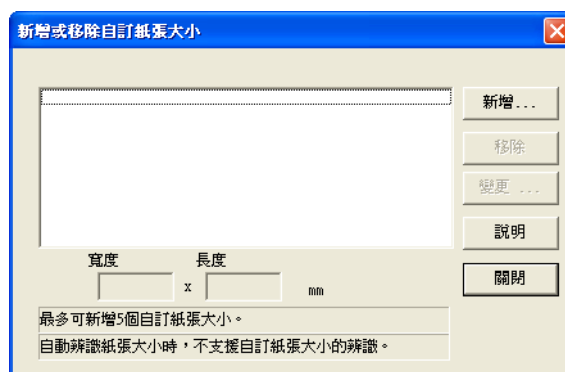 新增或移除自訂紙張大小
新增...
移除
變更 ...
說明
關閉
寬度 長度
x mm
最多可新增5個自訂紙張大小。
自動辨識紙張大小時，不支援自訂紙張大小的辨識。